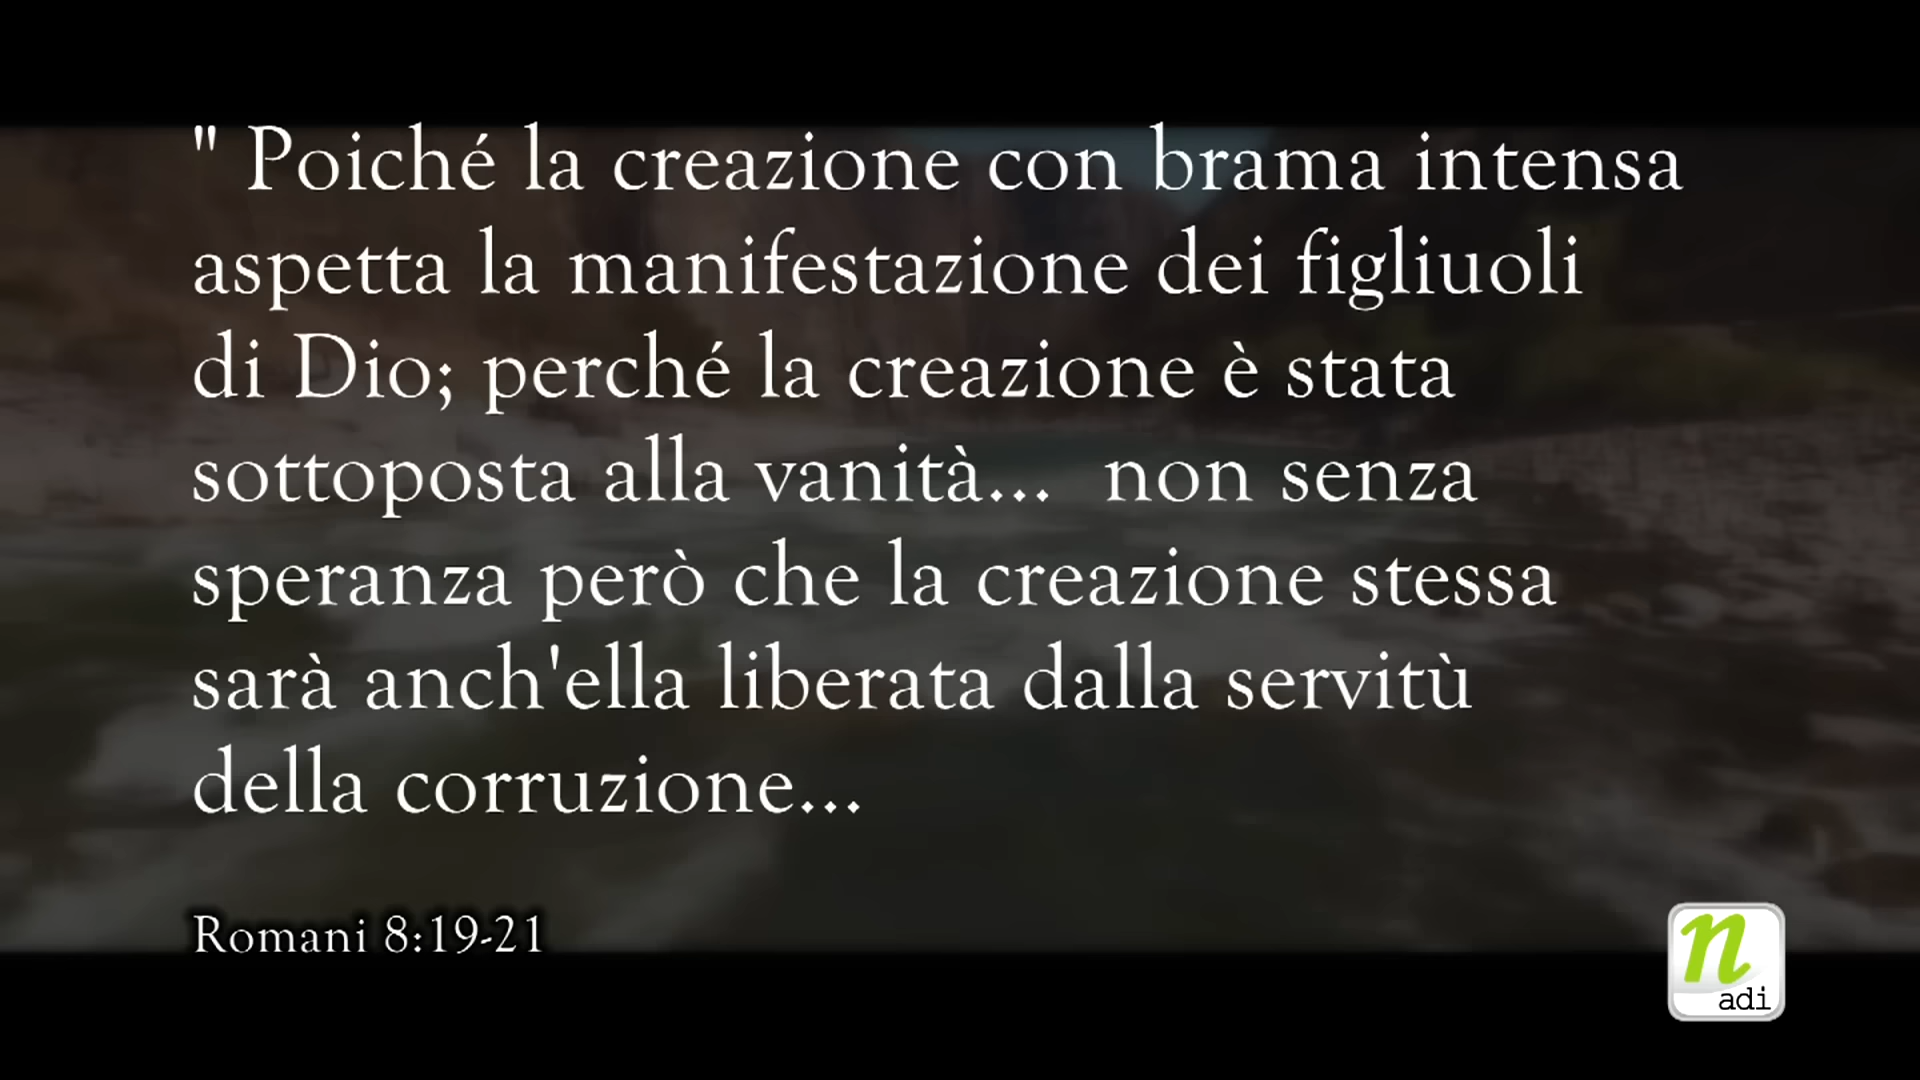 " Poiché la creazione con brama intensa
aspetta la manifestazione dei figliuoli
di Dio; perché la creazione è stata
sottoposta alla vanità...  non senza
speranza però che la creazione stessa
sarà anch'ella liberata dalla servitù
della corruzione...
Romani 8:19-21
n
adi